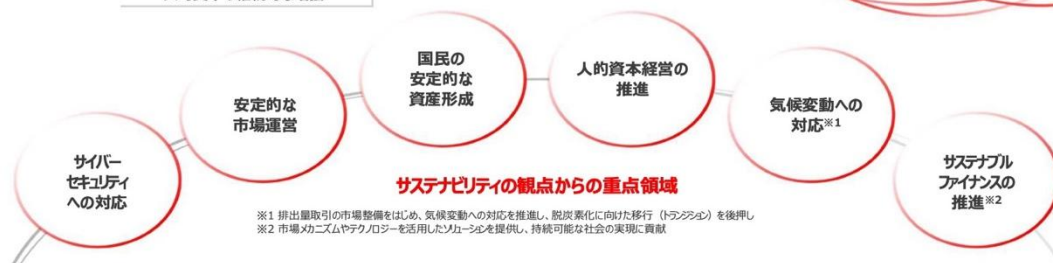 サイバー
セキュリティ
への対応
安定的な
市場運営
国民の
安定的な
資産形成
人的資本経営の
推進
気候変動への
対応※1
サステナブル
ファイナンスの
推進※2
サステナビリティの観点からの重点領域
※1 排出量取引の市場整備をはじめ、気候変動への対応を推進し、脱炭素化に向けた移行（トランジション）を後押し
※2 市場メカニズムやテクノロジーを活用したソリューションを提供し、持続可能な社会の実現に貢献